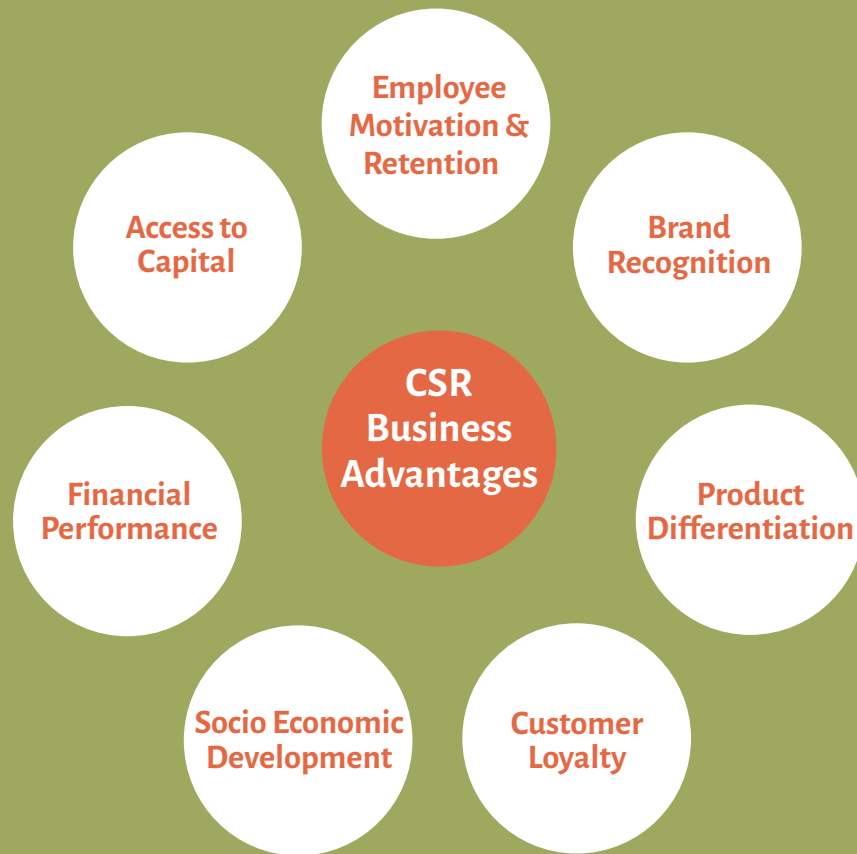 Employee
Motivation &
Retention
Access to
Capital
Brand
Recognition
CSR
Business
Advantages
Financial
Performance
Product
Differentiation
Socio Economic
Development
Customer
Loyalty